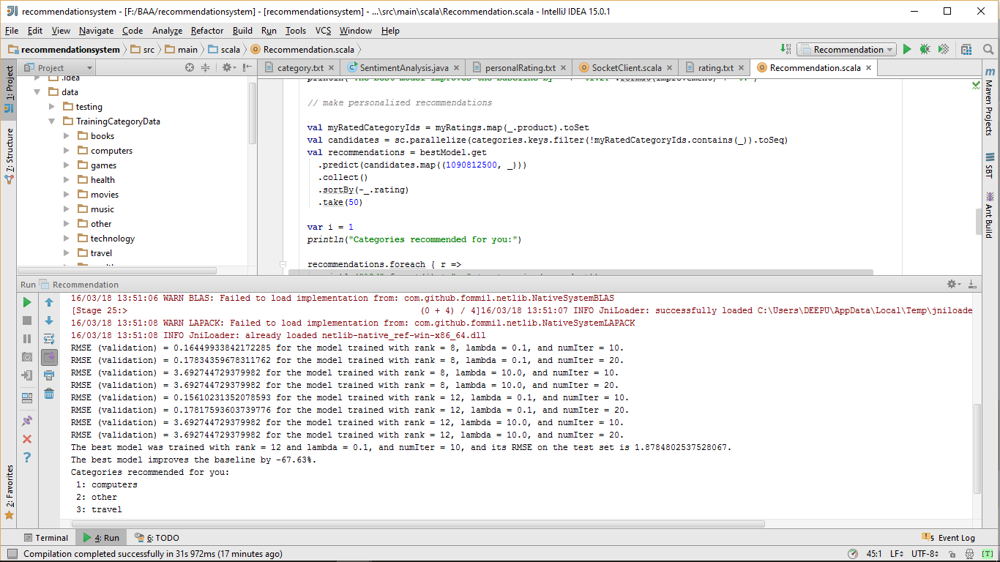 recommendationsystem - [F:/BAA/recommendationsystem] - [recommendationsystem] - ...\src\main\scala\Recommendation.scala - IntelliJ IDEA 15.0.1
File Edit View Navigate Code Analyze Refactor Build Run Tools VCS Window Help
recommendationsystem src main scala Recommendation.scala
Recommendation
Project
category.txt SentimentAnalysis.java personalRating.txt SocketClient.scala rating.txt Recommendation.scala
1: Project
7: Structure
2: Favorites
.idea
data
testing
TrainingCategoryData
books
computers
games
health
movies
music
other
technology
travel
// make personalized recommendations
val myRatedCategoryIds = myRatings.map(_.product).toSet
val candidates = sc.parallelize(categories.keys.filter(!myRatedCategoryIds.contains(_)).toSeq)
val recommendations = bestModel.get
.predict(candidates.map((1090812500, _)))
.collect()
.sortBy(-_.rating)
.take(50)
var i = 1
println("Categories recommended for you:")
recommendations.foreach { r =>
Maven Projects
SBT
Ant Build
Run Recommendation
16/03/18 13:51:06 WARN BLAS: Failed to load implementation from: com.github.fommil.netlib.NativeSystemBLAS
[Stage 25:> (0 + 4) / 4]16/03/18 13:51:07 INFO JniLoader: successfully loaded C:\Users\DEEPU\AppData\Local\Temp\jniloade
16/03/18 13:51:08 WARN LAPACK: Failed to load implementation from: com.github.fommil.netlib.NativeSystemLAPACK
16/03/18 13:51:08 INFO JniLoader: already loaded netlib-native_ref-win-x86_64.dll
RMSE (validation) = 0.16449933842172285 for the model trained with rank = 8, lambda = 0.1, and numIter = 10.
RMSE (validation) = 0.17834359678311762 for the model trained with rank = 8, lambda = 0.1, and numIter = 20.
RMSE (validation) = 3.692744729379982 for the model trained with rank = 8, lambda = 10.0, and numIter = 10.
RMSE (validation) = 3.692744729379982 for the model trained with rank = 8, lambda = 10.0, and numIter = 20.
RMSE (validation) = 0.15610231352078593 for the model trained with rank = 12, lambda = 0.1, and numIter = 10.
RMSE (validation) = 0.17817593603739776 for the model trained with rank = 12, lambda = 0.1, and numIter = 20.
RMSE (validation) = 3.692744729379982 for the model trained with rank = 12, lambda = 10.0, and numIter = 10.
RMSE (validation) = 3.692744729379982 for the model trained with rank = 12, lambda = 10.0, and numIter = 20.
The best model was trained with rank = 12 and lambda = 0.1, and numIter = 10, and its RMSE on the test set is 1.8784802537528067.
The best model improves the baseline by -67.63%.
Categories recommended for you:
1: computers
2: other
3: travel
Terminal 4: Run 6: TODO 5 Event Log
Compilation completed successfully in 31s 972ms (17 minutes ago) 45:1 LF UTF-8 [T]